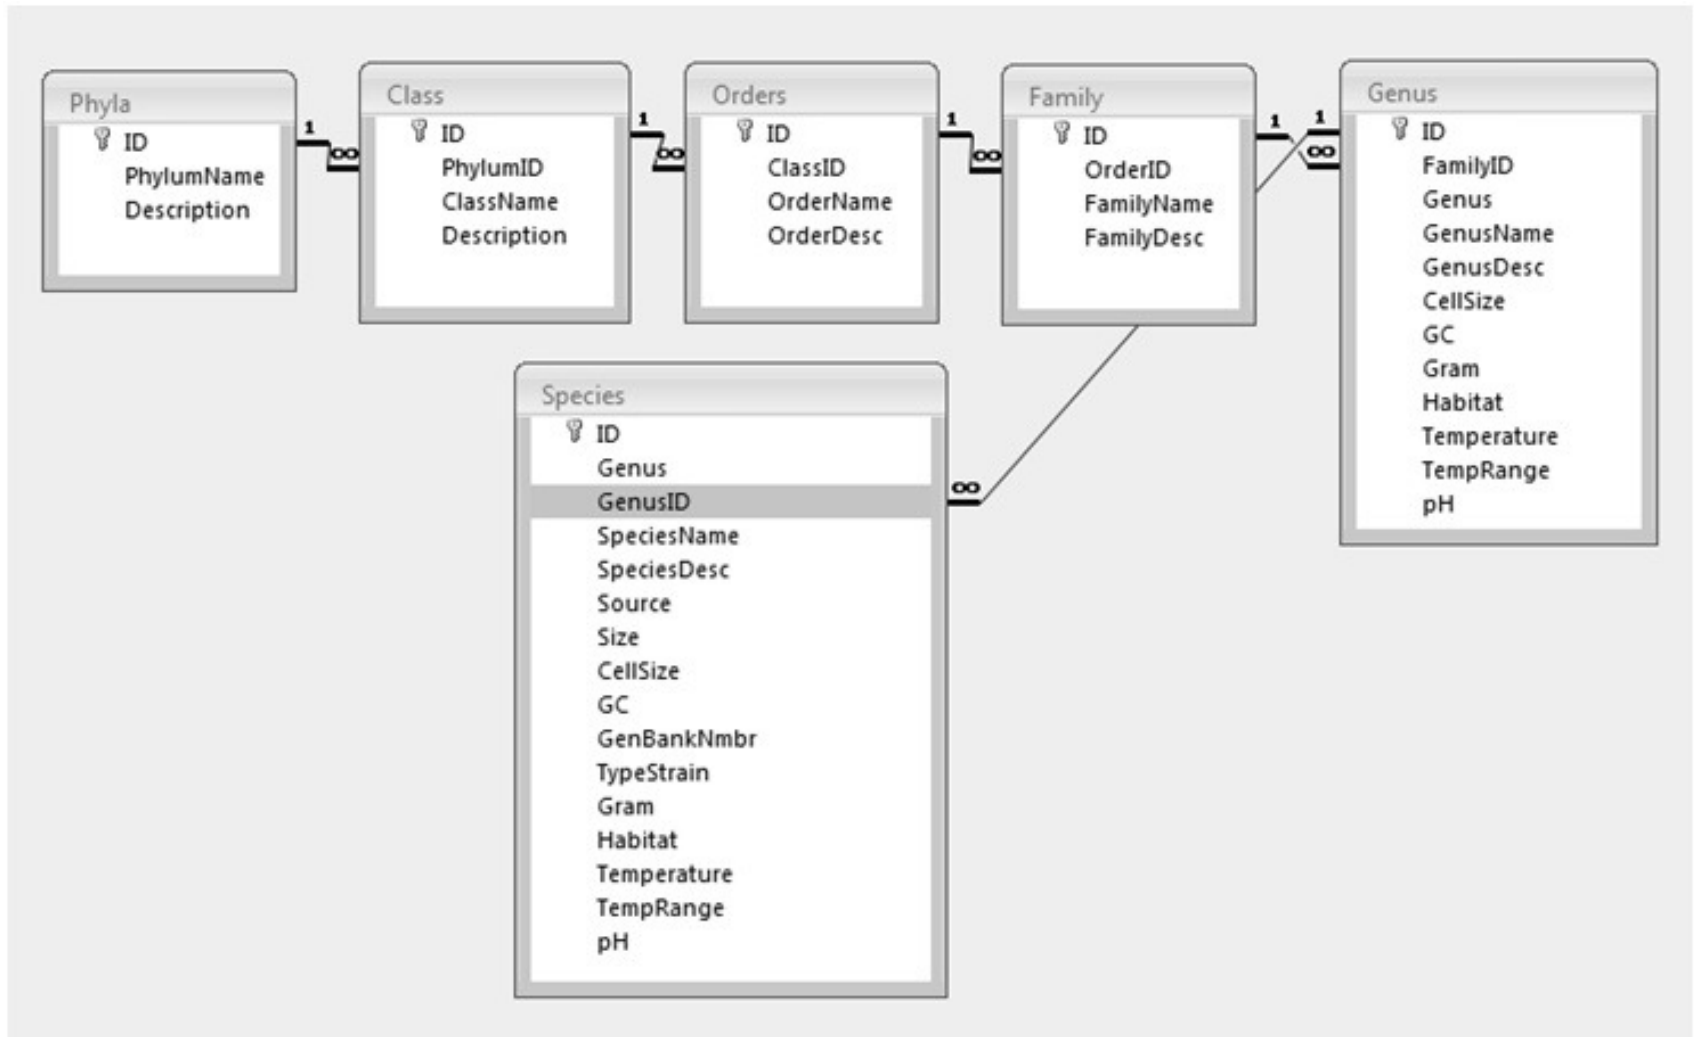 Phyla
ID
PhylumName
Description
1
∞
Class
ID
PhylumID
ClassName
Description
1
∞
Orders
ID
ClassID
OrderName
OrderDesc
1
∞
Family
ID
OrderID
FamilyName
FamilyDesc
1
∞
1
Genus
ID
FamilyID
Genus
GenusName
GenusDesc
CellSize
GC
Gram
Habitat
Temperature
TempRange
pH
Species
ID
Genus
GenusID
SpeciesName
SpeciesDesc
Source
Size
CellSize
GC
GenBankNmbr
TypeStrain
Gram
Habitat
Temperature
TempRange
pH
∞